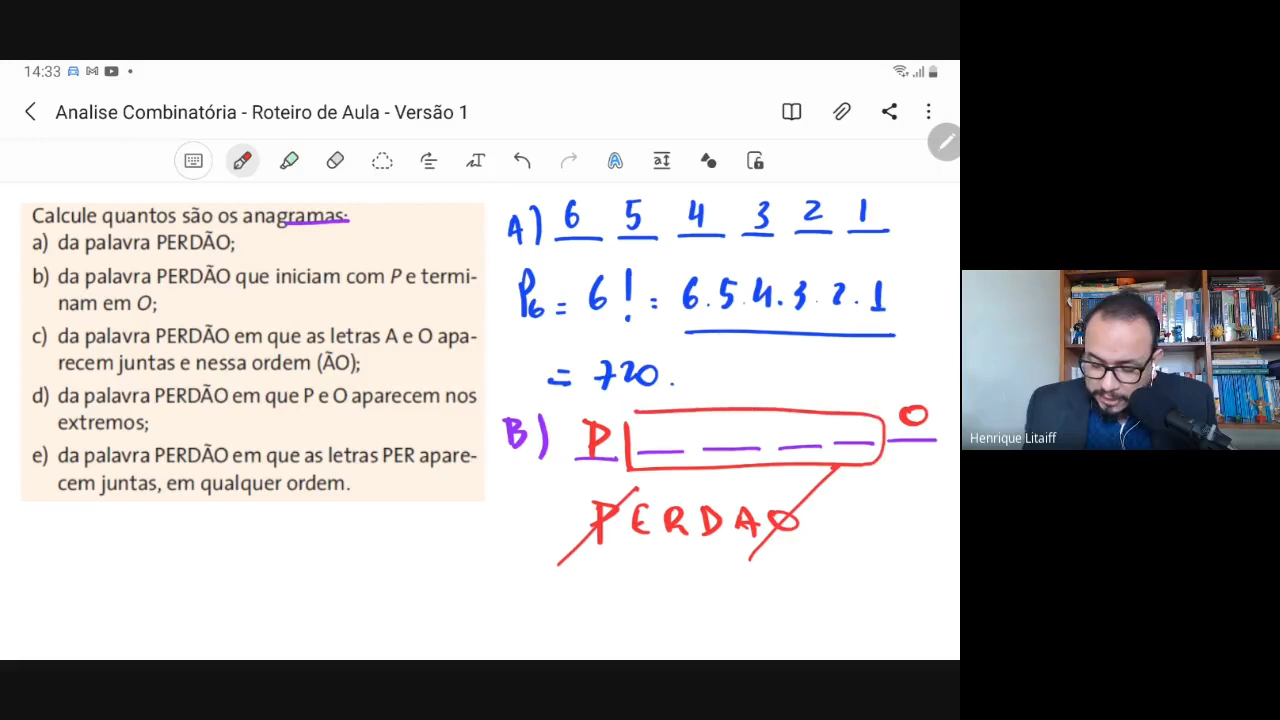 14:33
Analise Combinatória - Roteiro de Aula - Versão 1
Calcule quantos são os anagramas:
a) da palavra PERDÃO;
b) da palavra PERDÃO que iniciam com P e termi-
nam em O;
c) da palavra PERDÃO em que as letras A e O apa-
recem juntas e nessa ordem (ÃO);
d) da palavra PERDÃO em que P e O aparecem nos
extremos;
e) da palavra PERDÃO em que as letras PER apare-
cem juntas, em qualquer ordem.
A) 6 5 4 3 2 1
P6 = 6! = 6.5.4.3.2.1
= 720.
B) P O
PERDAO
Henrique Litaiff